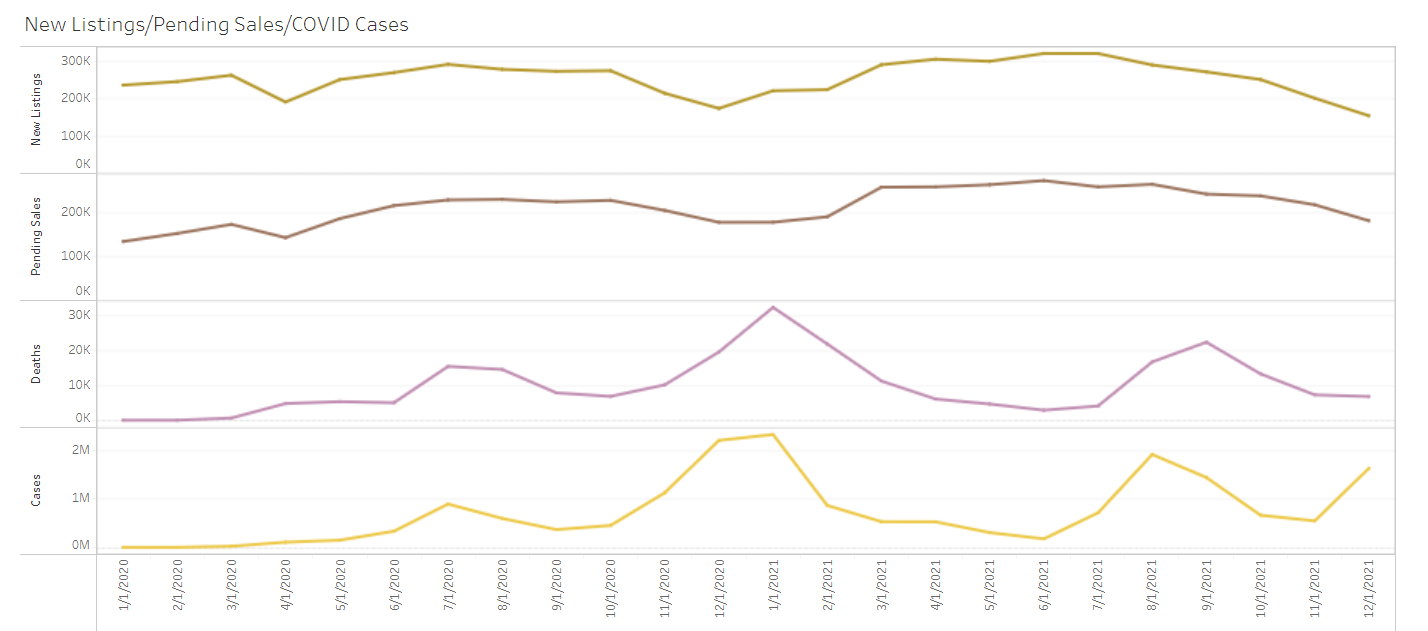 New Listings/Pending Sales/COVID Cases
New Listings
300K
200K
100K
0K
Pending Sales
200K
100K
0K
Deaths
30K
20K
10K
0K
Cases
2M
1M
0M
1/1/2020
2/1/2020
3/1/2020
4/1/2020
5/1/2020
6/1/2020
7/1/2020
8/1/2020
9/1/2020
10/1/2020
11/1/2020
12/1/2020
1/1/2021
2/1/2021
3/1/2021
4/1/2021
5/1/2021
6/1/2021
7/1/2021
8/1/2021
9/1/2021
10/1/2021
11/1/2021
12/1/2021